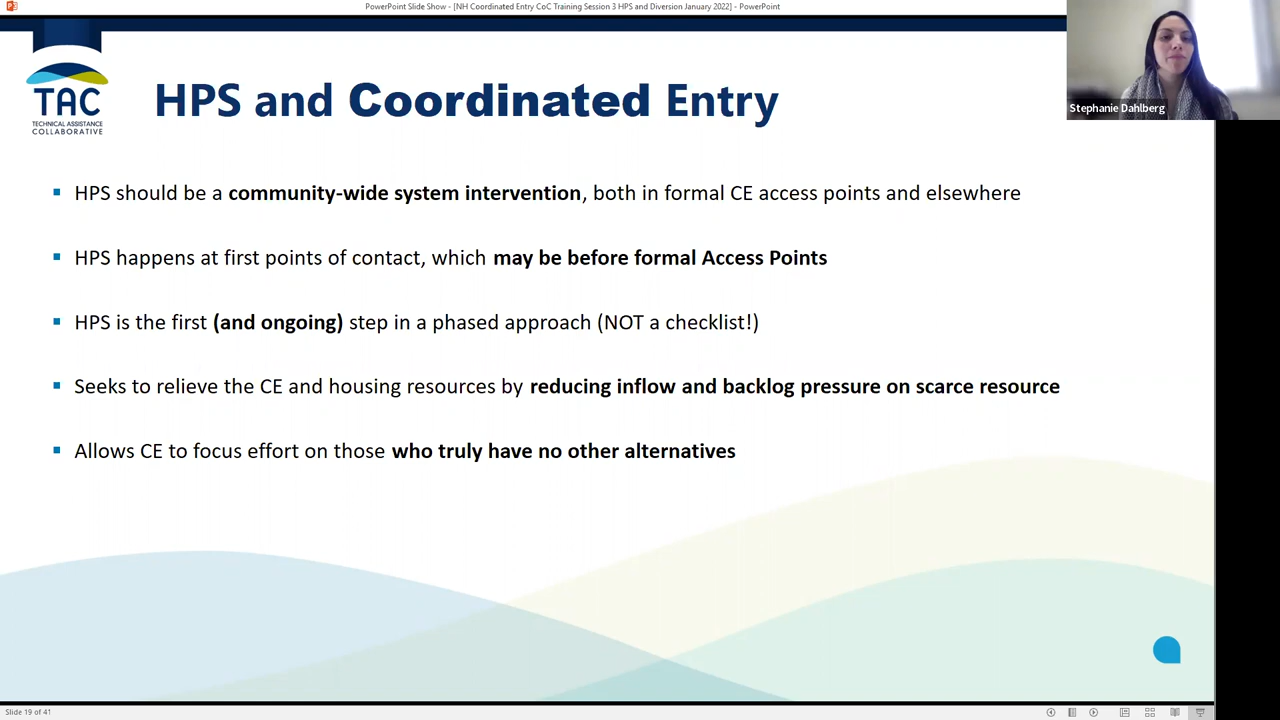 PowerPoint Slide Show - [NH Coordinated Entry CoC Training Session 3 HPS and Diversion January 2022] - PowerPoint
Stephanie Dahlberg
TAC
TECHNICAL ASSISTANCE
COLLABORATIVE
HPS and Coordinated Entry
▪ HPS should be a community-wide system intervention, both in formal CE access points and elsewhere
▪ HPS happens at first points of contact, which may be before formal Access Points
▪ HPS is the first (and ongoing) step in a phased approach (NOT a checklist!)
▪ Seeks to relieve the CE and housing resources by reducing inflow and backlog pressure on scarce resource
▪ Allows CE to focus effort on those who truly have no other alternatives
Slide 19 of 41